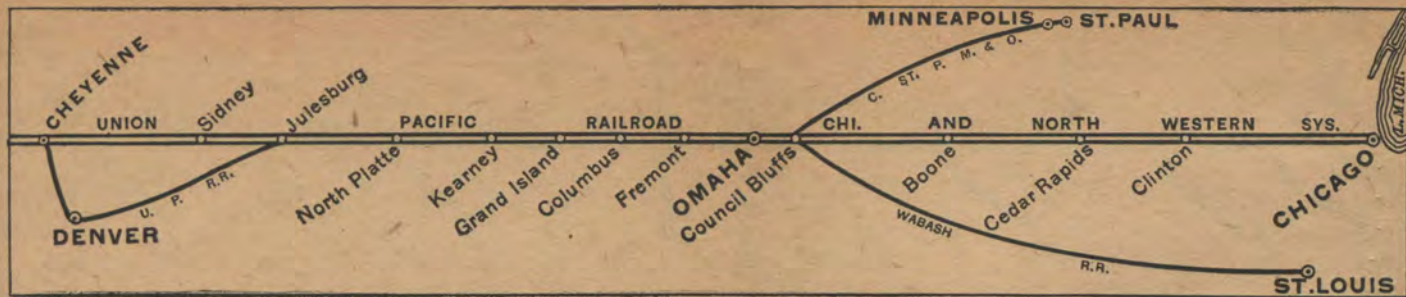 MINNEAPOLIS ST. PAUL
C. ST. P. M. & O.
L. MICH.
CHEYENNE
Sidney
Julesburg
UNION PACIFIC RAILROAD
CHI. AND NORTH WESTERN SYS.
North Platte
Kearney
Grand Island
Columbus
Fremont
OMAHA
Council Bluffs
Boone
Cedar Rapids
Clinton
CHICAGO
U. P. R.R.
DENVER
WABASH R.R.
ST. LOUIS